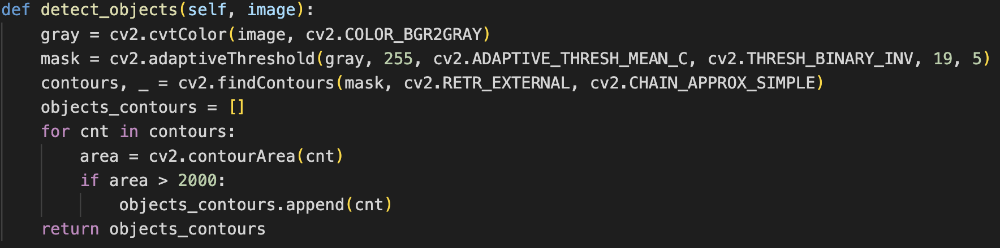 def detect_objects(self, image):
    gray = cv2.cvtColor(image, cv2.COLOR_BGR2GRAY)
    mask = cv2.adaptiveThreshold(gray, 255, cv2.ADAPTIVE_THRESH_MEAN_C, cv2.THRESH_BINARY_INV, 19, 5)
    contours, _ = cv2.findContours(mask, cv2.RETR_EXTERNAL, cv2.CHAIN_APPROX_SIMPLE)
    objects_contours = []
    for cnt in contours:
        area = cv2.contourArea(cnt)
        if area > 2000:
            objects_contours.append(cnt)
    return objects_contours